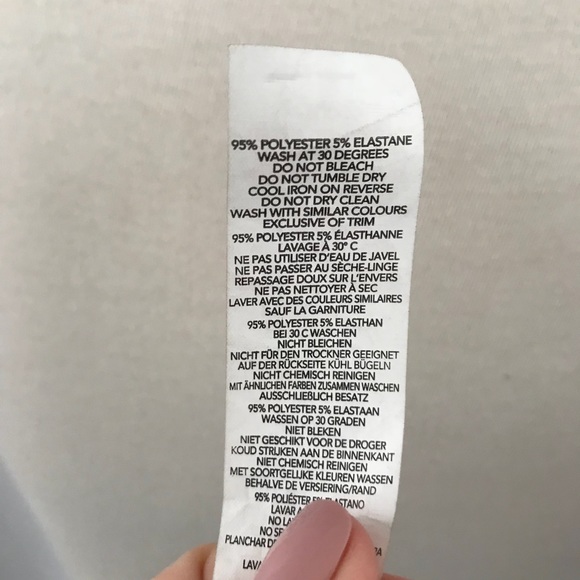 95% POLYESTER 5% ELASTANE
WASH AT 30 DEGREES
DO NOT BLEACH
DO NOT TUMBLE DRY
COOL IRON ON REVERSE
DO NOT DRY CLEAN
WASH WITH SIMILAR COLOURS
EXCLUSIVE OF TRIM
95% POLYESTER 5% ÉLASTHANNE
LAVAGE À 30° C
NE PAS UTILISER D'EAU DE JAVEL
NE PAS PASSER AU SÈCHE-LINGE
REPASSAGE DOUX SUR L'ENVERS
NE PAS NETTOYER À SEC
LAVER AVEC DES COULEURS SIMILAIRES
SAUF LA GARNITURE
95% POLYESTER 5% ELASTHAN
BEI 30 C WASCHEN
NICHT BLEICHEN
NICHT FÜR DEN TROCKNER GEEIGNET
AUF DER RÜCKSEITE KÜHL BÜGELN
NICHT CHEMISCH REINIGEN
MIT ÄHNLICHEN FARBEN ZUSAMMEN WASCHEN
AUSSCHLIEßLICH BESATZ
95% POLYESTER 5% ELASTAAN
WASSEN OP 30 GRADEN
NIET BLEKEN
NIET GESCHIKT VOOR DE DROGER
KOUD STRIJKEN AAN DE BINNENKANT
NIET CHEMISCH REINIGEN
MET SOORTGELIJKE KLEUREN WASSEN
BEHALVE DE VERSIERING/RAND
95% POLIÉSTER 5% ELASTANO
LAVAR
NO
NO
PLANCHAR